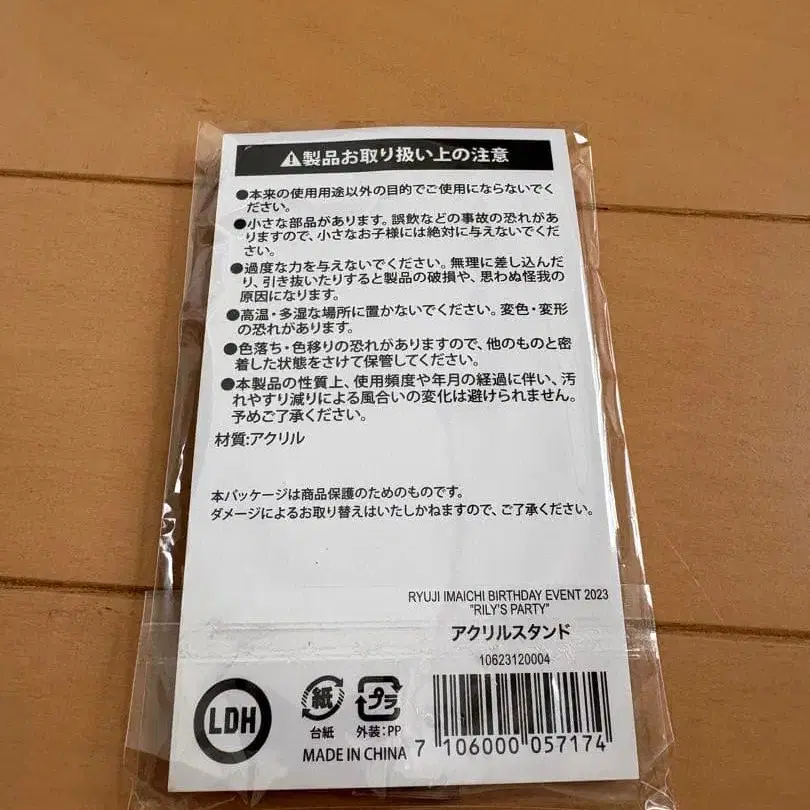 ⚠製品お取り扱い上の注意
●本来の使用用途以外の目的でご使用にならないでく
ださい。
●小さな部品があります。誤飲などの事故の恐れがあ
りますので、小さなお子様には絶対に与えないでくだ
さい。
●過度な力を与えないでください。無理に差し込んだ
り、引き抜いたりすると製品の破損や、思わぬ怪我の
原因になります。
●高温・多湿な場所に置かないでください。変色・変形
の恐れがあります。
●色落ち・色移りの恐れがありますので、他のものと密
着した状態をさけて保管してください。
●本製品の性質上、使用頻度や年月の経過に伴い、汚
れやすり減りによる風合いの変化は避けられません。
予めご了承ください。
材質:アクリル
本パッケージは商品保護のためのものです。
ダメージによるお取り替えはいたしかねますので、ご了承ください。
RYUJI IMAICHI BIRTHDAY EVENT 2023
"RILY'S PARTY"
アクリルスタンド
10623120004
LDH
紙
プラ
台紙
外装:PP
MADE IN CHINA
7 106000 057174